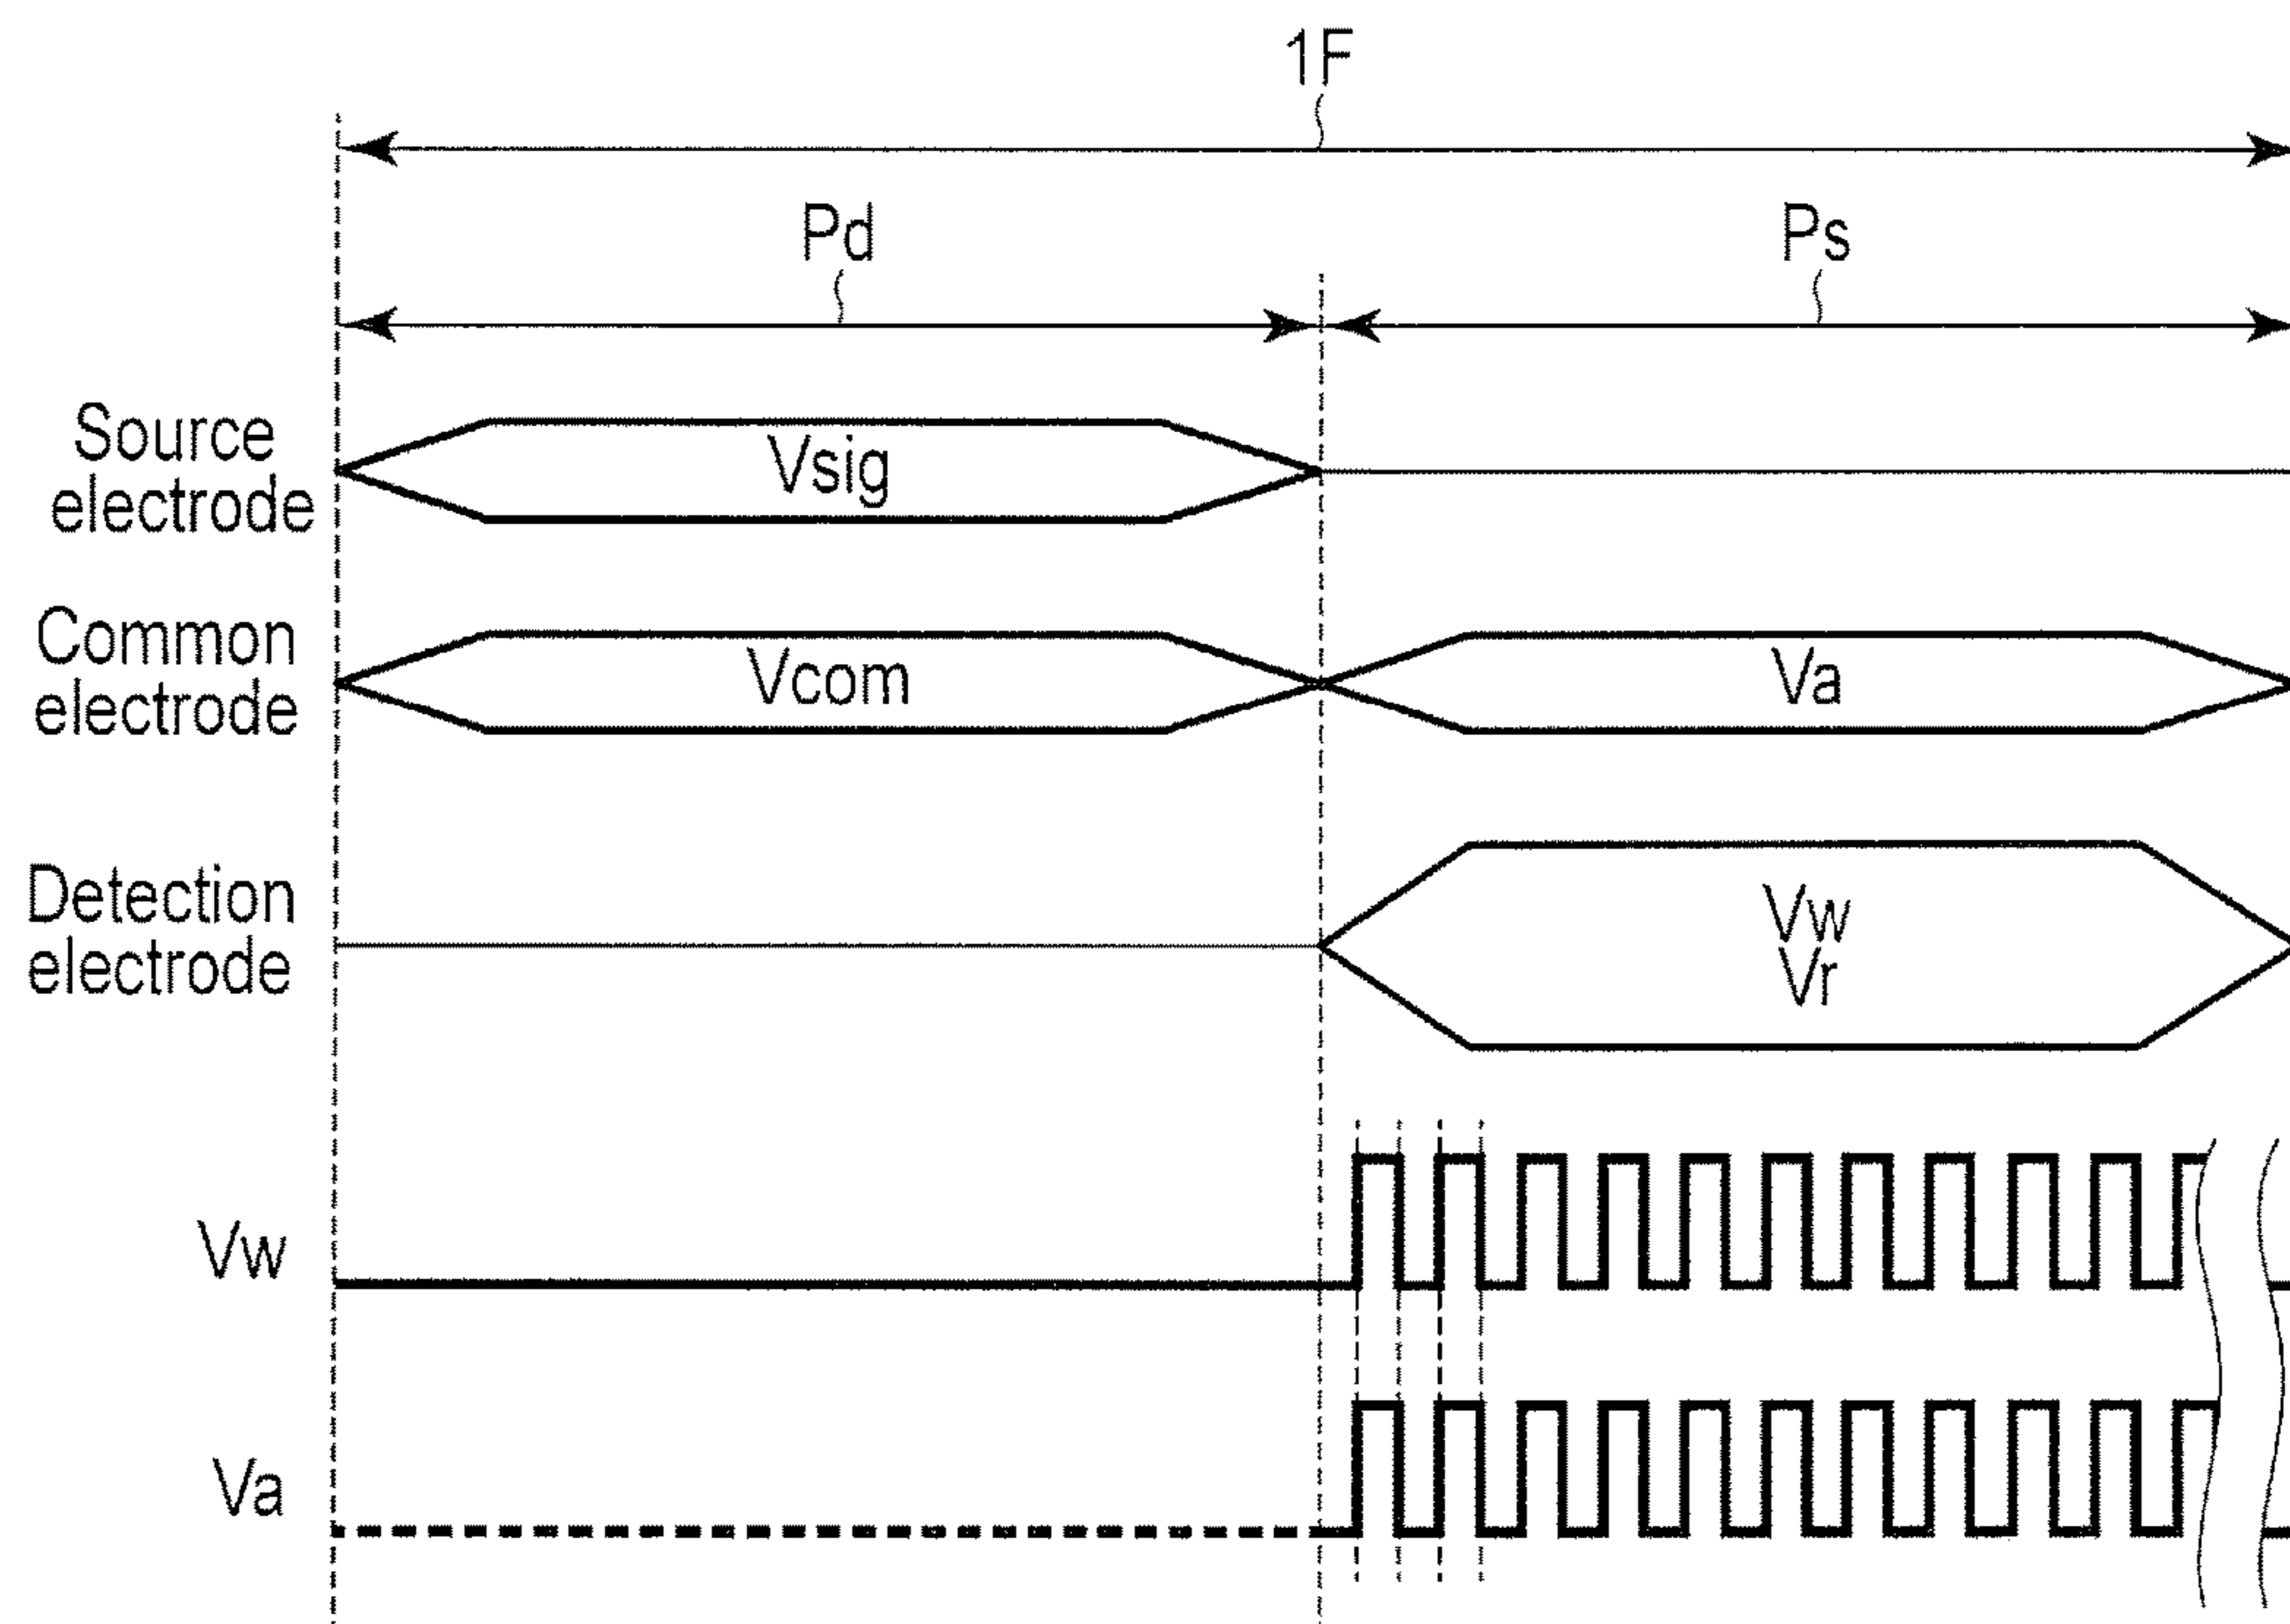 1F
Pd
Ps
Source
electrode
Vsig
Common
electrode
Vcom
Va
Detection
electrode
Vw
Vr
Vw
Va